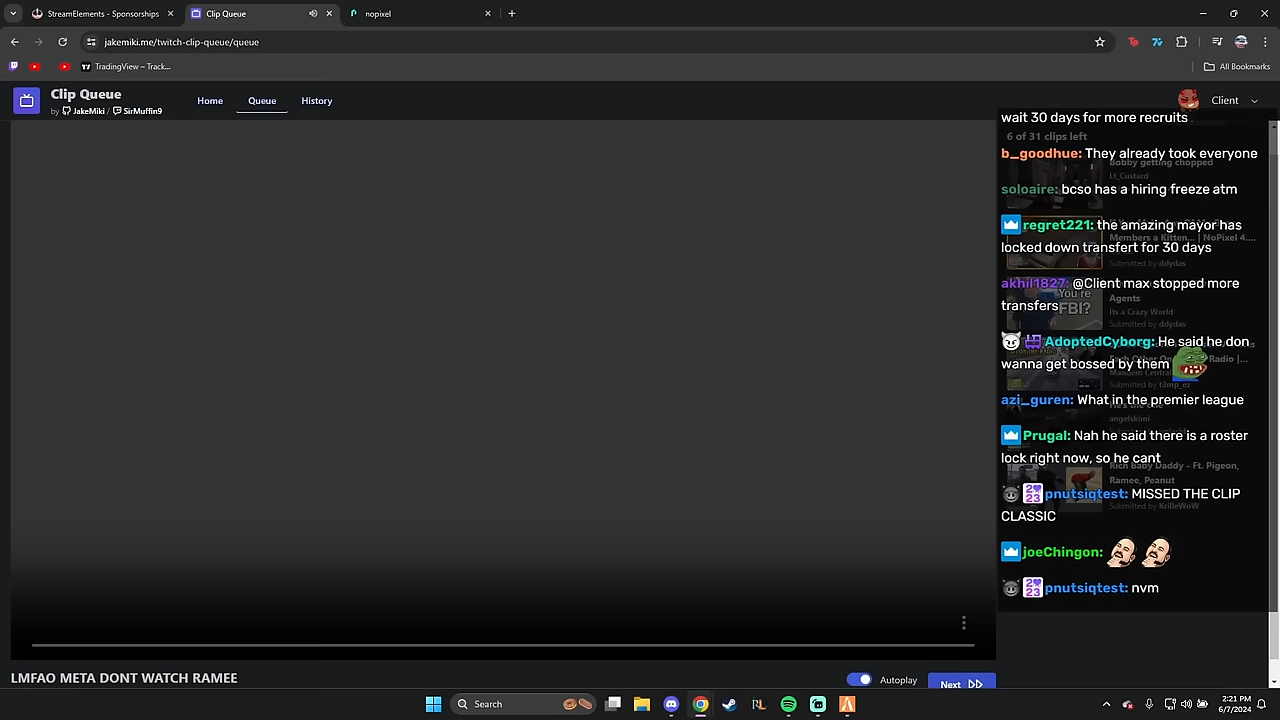 StreamElements - Sponsorships
Clip Queue
nopixel
jakemiki.me/twitch-clip-queue/queue
TradingView – Track...
All Bookmarks
Clip Queue
by JakeMiki / SirMuffin9
Home
Queue
History
Client
wait 30 days for more recruits
6 of 31 clips left
b_goodhue: They already took everyone
Bobby getting chopped
Lt_Custard
soloaire: bcso has a hiring freeze atm
regret221: the amazing mayor has
Members a Kitten... | NoPixel 4....
locked down transfert for 30 days
Submitted by ddydas
akhil1827: @Client max stopped more
You're
Agents
transfers
FBI?
Its a Crazy World
Submitted by ddydas
AdoptedCyborg: He said he don
wanna get bossed by them
Each Other On Radio |...
Mandem Central
Submitted by t3mp_ez
azi_guren: What in the premier league
angelskimi
Prugal: Nah he said there is a roster
lock right now, so he cant
Rich Baby Daddy - Ft. Pigeon,
Ramee, Peanut
pnutsiqtest: MISSED THE CLIP
Submitted by KrilleWoW
CLASSIC
joeChingon:
pnutsiqtest: nvm
LMFAO META DONT WATCH RAMEE
Autoplay
Next
Search
2:21 PM
6/7/2024